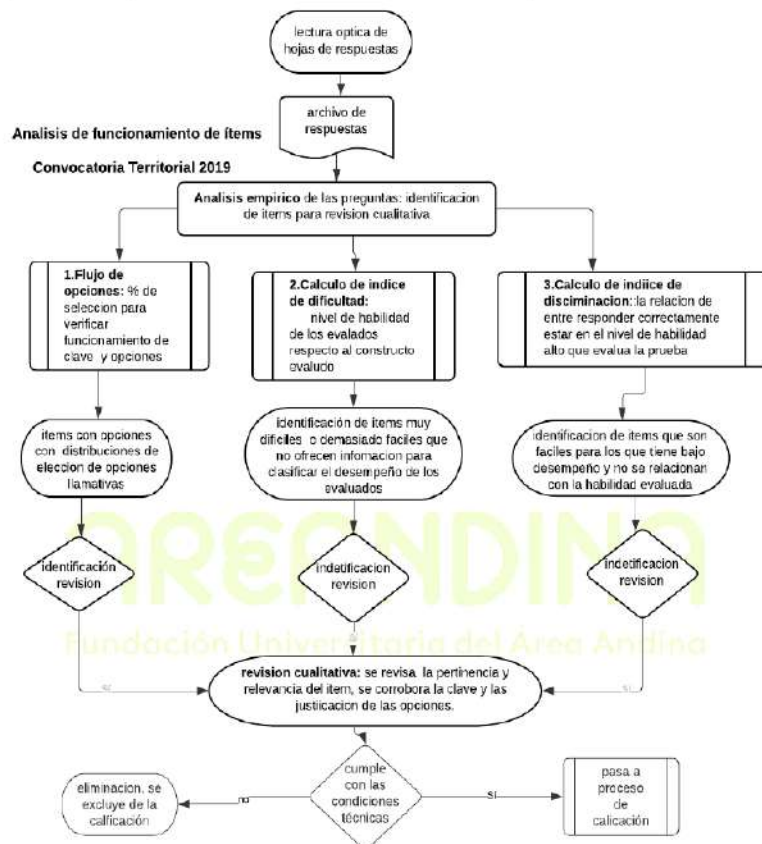 lectura optica de
hojas de respuestas
archivo de
respuestas
Analisis de funcionamiento de ítems
Convocatoria Territorial 2019
Analisis empirico de las preguntas: identificacion
de items para revision cualitativa
1.Flujo de
opciones: % de
seleccion para
verificar
funcionamiento de
clave y opciones
2.Calculo de indice
de dificultad:
nivel de habilidad
de los evalados
respecto al constructo
evaludo
3.Calculo de indiice de
disciminacion::la relacion de
entre responder correctamente
estar en el nivel de habilidad
alto que evalua la prueba
items con opciones
con distribuciones de
eleccion de opciones
llamativas
identificación de items muy
dificiles o demasiado faciles que
no ofrecen infomacion para
clasificar el desempeño de los
evaluados
identificacion de items que son
faciles para los que tiene bajo
desempeño y no se relacionan
con la habilidad evaluada
AREANDINA
Fundación Universitaria del Área Andina
identificación
revision
indetificacion
revision
indetificacion
revision
revision cualitativa: se revisa la pertinencia y
relevancia del item, se corrobora la clave y las
justiicacion de las opciones.
cumple
con las
condiciones
técnicas
no
SI
eliminacion, se
excluye de la
calficación
pasa a
proceso
de
calicación